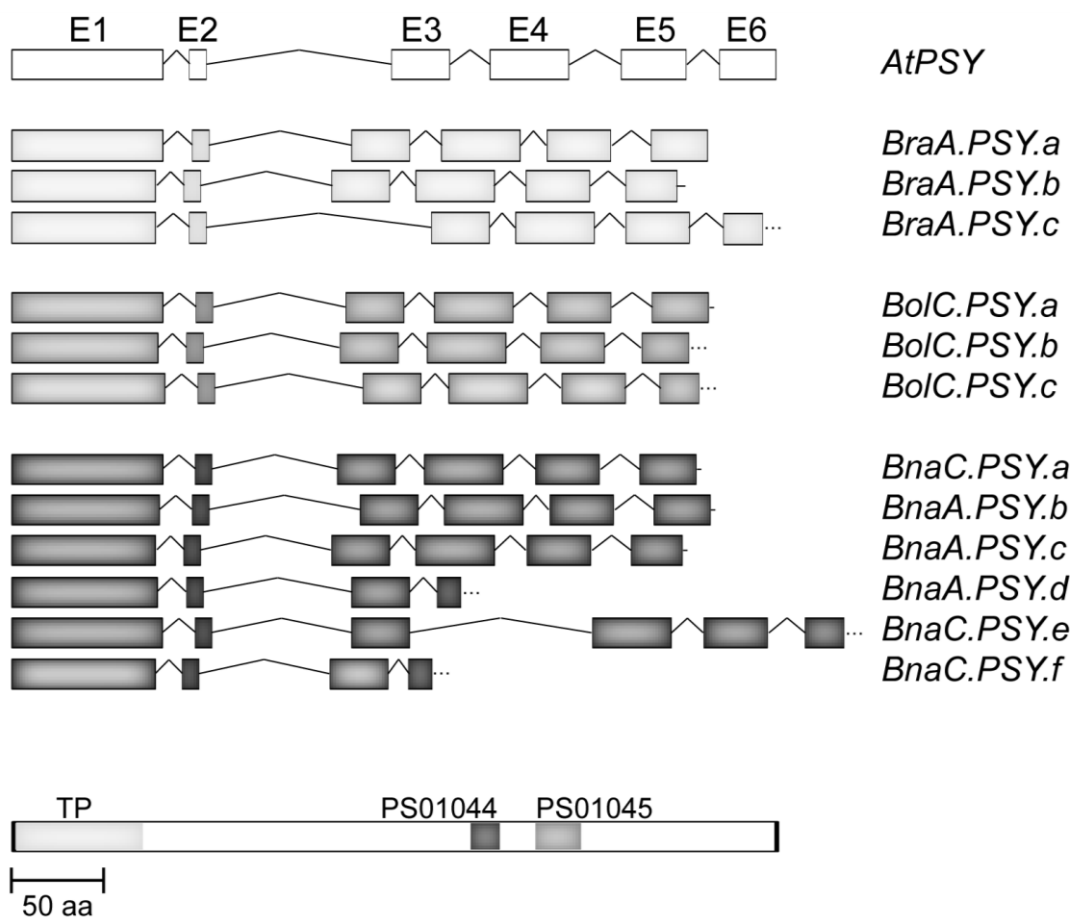 E1 E2 E3 E4 E5 E6
AtPSY
BraA.PSY.a
BraA.PSY.b
BraA.PSY.c
BolC.PSY.a
BolC.PSY.b
BolC.PSY.c
BnaC.PSY.a
BnaA.PSY.b
BnaA.PSY.c
BnaA.PSY.d
BnaC.PSY.e
BnaC.PSY.f
TP PS01044 PS01045
50 aa